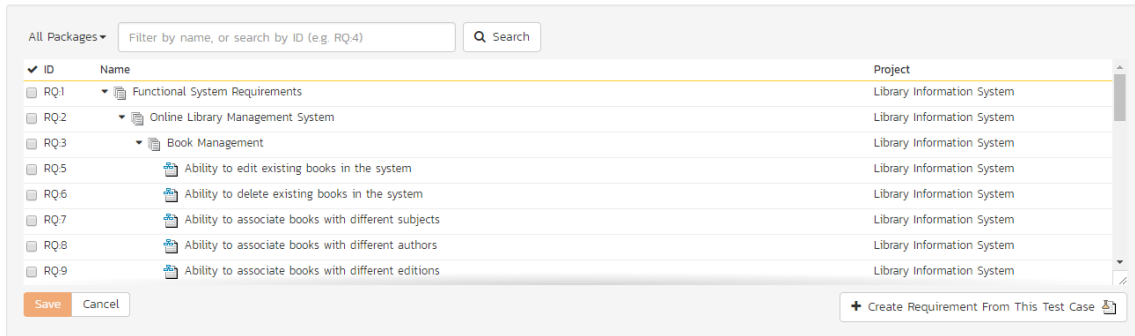 All Packages Filter by name, or search by ID (e.g. RQ:4) Search
ID Name Project
RQ:1 Functional System Requirements Library Information System
RQ:2 Online Library Management System Library Information System
RQ:3 Book Management Library Information System
RQ:5 Ability to edit existing books in the system Library Information System
RQ:6 Ability to delete existing books in the system Library Information System
RQ:7 Ability to associate books with different subjects Library Information System
RQ:8 Ability to associate books with different authors Library Information System
RQ:9 Ability to associate books with different editions Library Information System
Save Cancel + Create Requirement From This Test Case